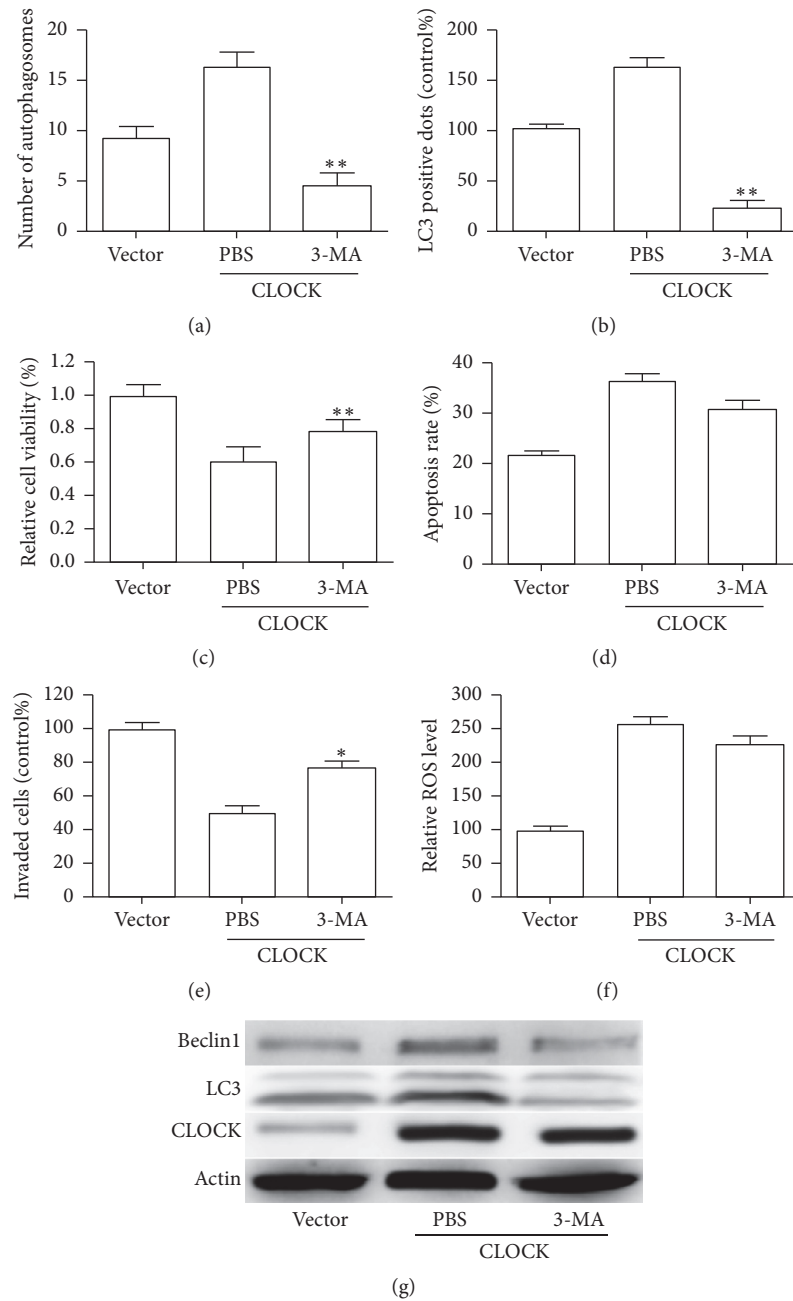 Number of autophagosomes
20
15
10
5
0
**
Vector
PBS
3-MA
CLOCK
(a)
LC3 positive dots (control%)
200
150
100
50
0
**
Vector
PBS
3-MA
CLOCK
(b)
Relative cell viability (%)
1.2
1.0
0.8
0.6
0.4
0.2
0.0
**
Vector
PBS
3-MA
CLOCK
(c)
Apoptosis rate (%)
40
30
20
10
0
Vector
PBS
3-MA
CLOCK
(d)
Invaded cells (control%)
120
100
80
60
40
20
0
*
Vector
PBS
3-MA
CLOCK
(e)
Relative ROS level
300
250
200
150
100
50
0
Vector
PBS
3-MA
CLOCK
(f)
Beclin1
LC3
CLOCK
Actin
Vector
PBS
3-MA
CLOCK
(g)